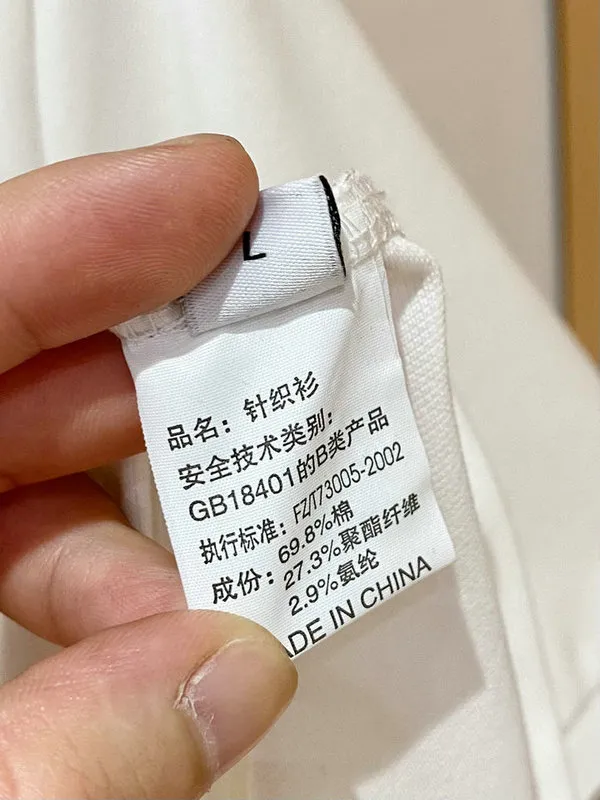 L
品名：针织衫
安全技术类别：
GB18401的B类产品
执行标准：FZ/T73005-2002
69.8%棉
成份：27.3%聚酯纤维
2.9%氨纶
ADE IN CHINA